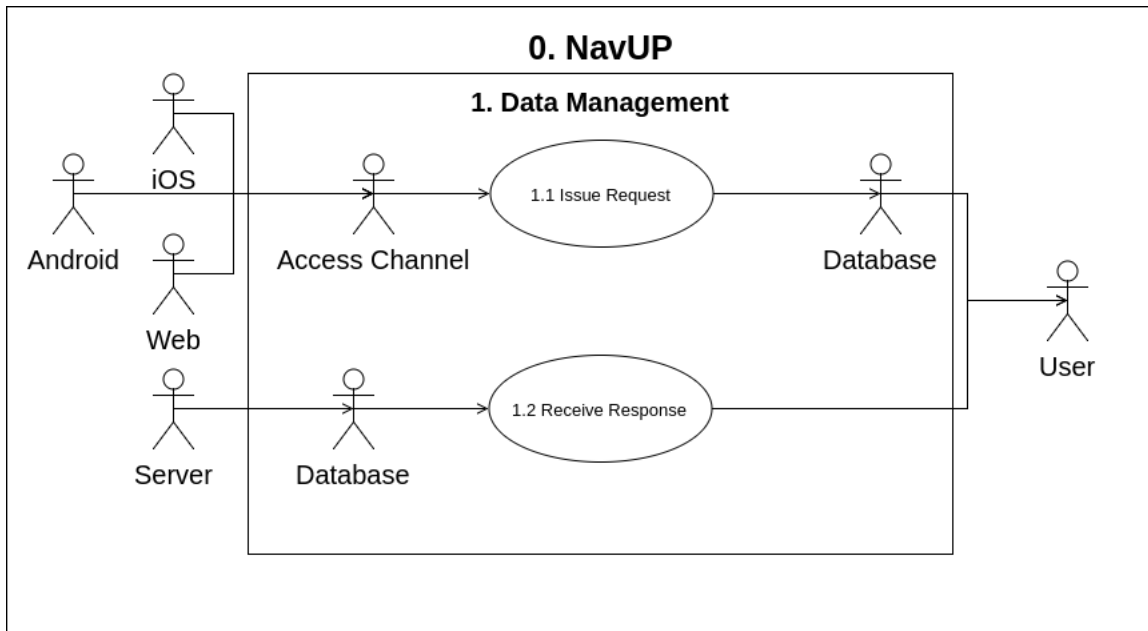 0. NavUP
1. Data Management
iOS
Android
1.1 Issue Request
Access Channel
Database
Web
User
1.2 Receive Response
Server
Database